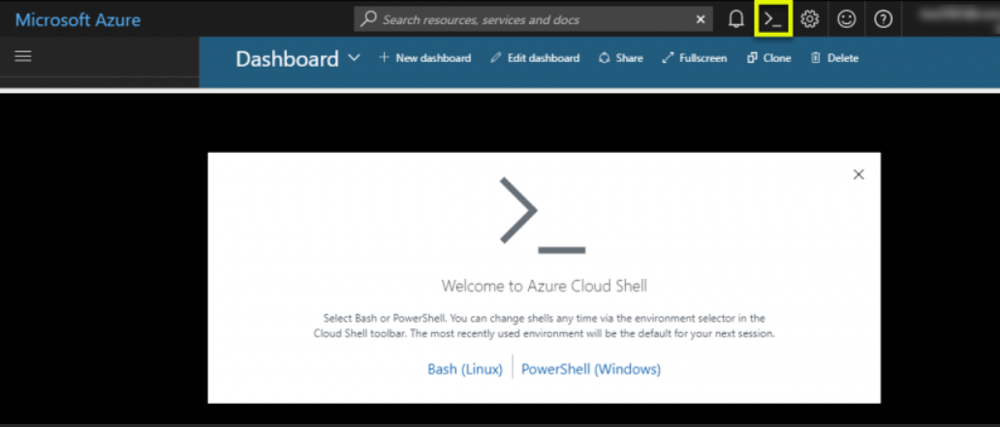 Microsoft Azure
Search resources, services and docs
Dashboard
New dashboard
Edit dashboard
Share
Fullscreen
Clone
Delete
Welcome to Azure Cloud Shell
Select Bash or PowerShell. You can change shells any time via the environment selector in the
Cloud Shell toolbar. The most recently used environment will be the default for your next session.
Bash (Linux)
PowerShell (Windows)